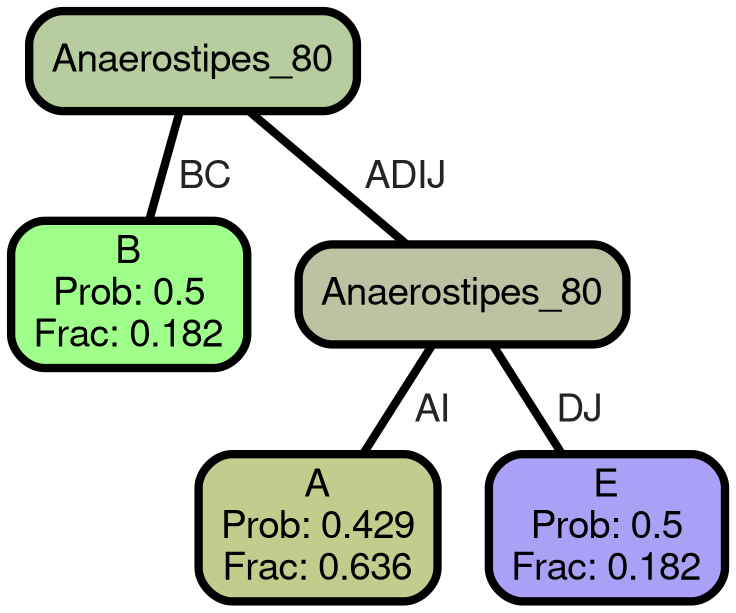 Anaerostipes_80
BC
ADIJ
B
Prob: 0.5
Frac: 0.182
Anaerostipes_80
AI
DJ
A
Prob: 0.429
Frac: 0.636
E
Prob: 0.5
Frac: 0.182